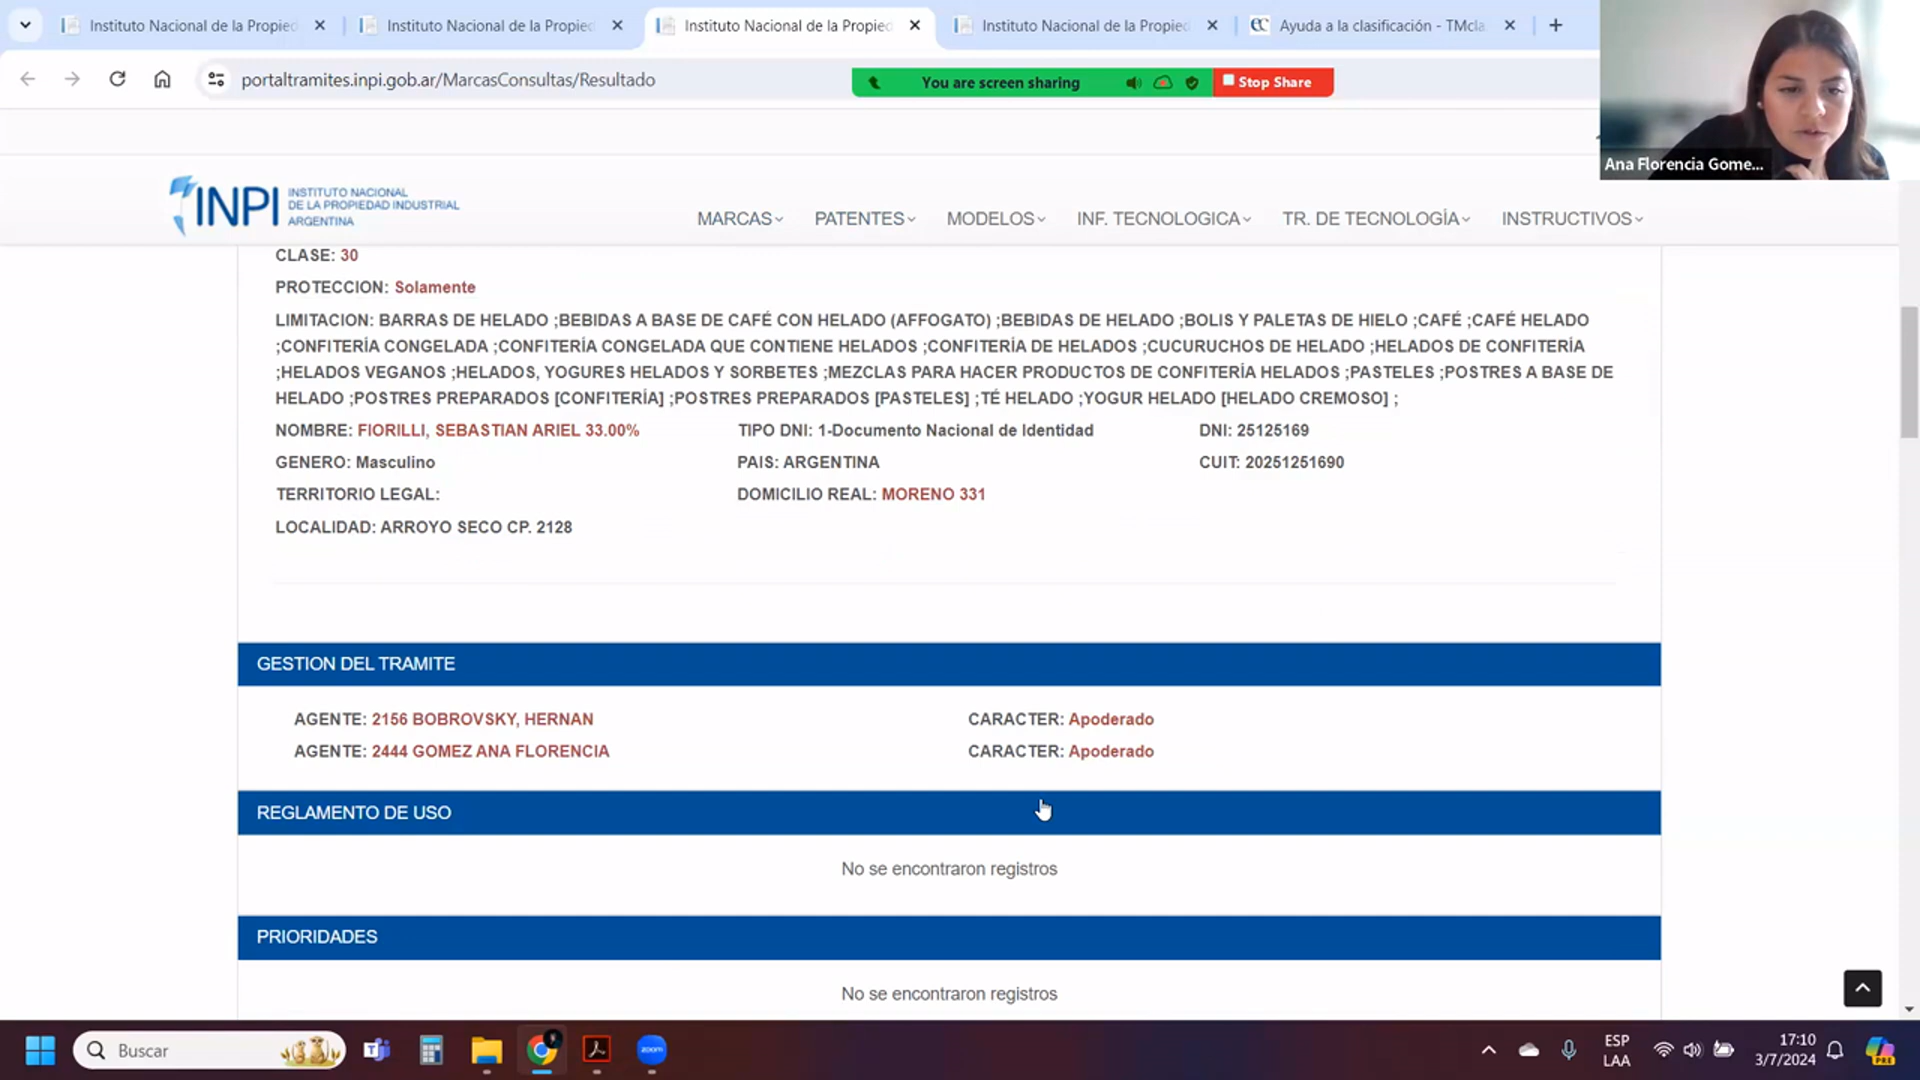 Instituto Nacional de la Propied
Instituto Nacional de la Propied
Instituto Nacional de la Propied
Instituto Nacional de la Propied
Ayuda a la clasificación - TMcla
portaltramites.inpi.gob.ar/MarcasConsultas/Resultado
You are screen sharing
Stop Share
Ana Florencia Gome...
INPI
INSTITUTO NACIONAL
DE LA PROPIEDAD INDUSTRIAL
ARGENTINA
MARCAS
PATENTES
MODELOS
INF. TECNOLOGICA
TR. DE TECNOLOGÍA
INSTRUCTIVOS
CLASE: 30
PROTECCION: Solamente
LIMITACION: BARRAS DE HELADO ;BEBIDAS A BASE DE CAFÉ CON HELADO (AFFOGATO) ;BEBIDAS DE HELADO ;BOLIS Y PALETAS DE HIELO ;CAFÉ ;CAFÉ HELADO
;CONFITERÍA CONGELADA ;CONFITERÍA CONGELADA QUE CONTIENE HELADOS ;CONFITERÍA DE HELADOS ;CUCURUCHOS DE HELADO ;HELADOS DE CONFITERÍA
;HELADOS VEGANOS ;HELADOS, YOGURES HELADOS Y SORBETES ;MEZCLAS PARA HACER PRODUCTOS DE CONFITERÍA HELADOS ;PASTELES ;POSTRES A BASE DE
HELADO ;POSTRES PREPARADOS [CONFITERÍA] ;POSTRES PREPARADOS [PASTELES] ;TÉ HELADO ;YOGUR HELADO [HELADO CREMOSO] ;
NOMBRE: FIORILLI, SEBASTIAN ARIEL 33.00%
TIPO DNI: 1-Documento Nacional de Identidad
DNI: 25125169
GENERO: Masculino
PAIS: ARGENTINA
CUIT: 20251251690
TERRITORIO LEGAL:
DOMICILIO REAL: MORENO 331
LOCALIDAD: ARROYO SECO CP. 2128
GESTION DEL TRAMITE
AGENTE: 2156 BOBROVSKY, HERNAN
CARACTER: Apoderado
AGENTE: 2444 GOMEZ ANA FLORENCIA
CARACTER: Apoderado
REGLAMENTO DE USO
No se encontraron registros
PRIORIDADES
No se encontraron registros
Buscar
zoom
ESP
LAA
17:10
3/7/2024
PRE